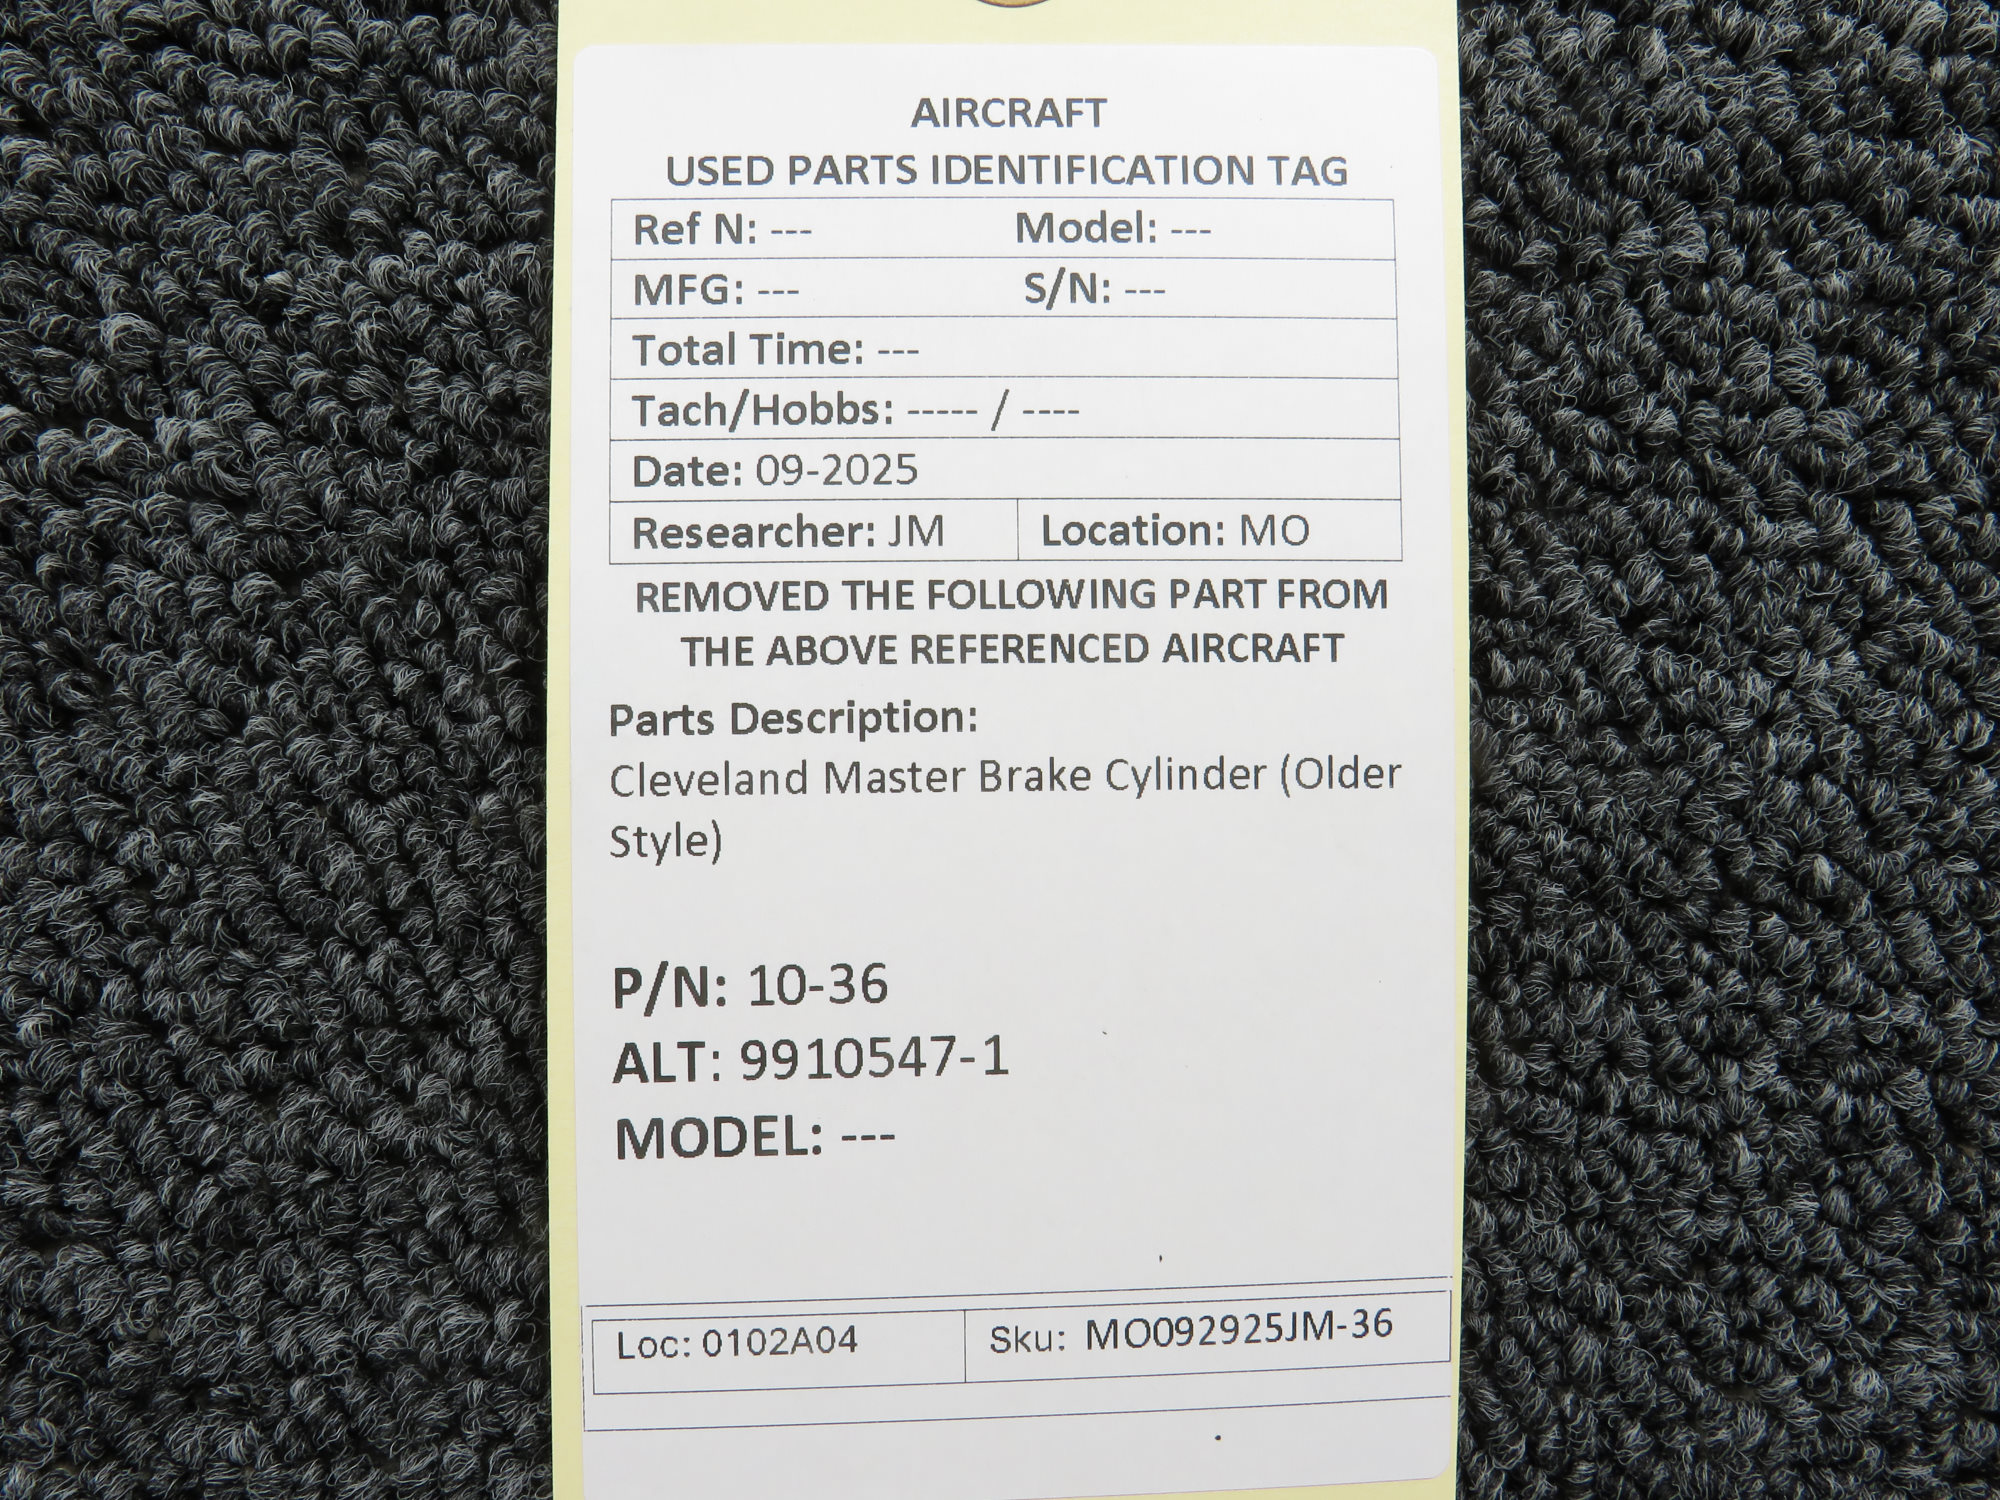 AIRCRAFT
USED PARTS IDENTIFICATION TAG
Ref N: --- Model: ---
MFG: --- S/N: ---
Total Time: ---
Tach/Hobbs: ----- / ----
Date: 09-2025
Researcher: JM Location: MO
REMOVED THE FOLLOWING PART FROM
THE ABOVE REFERENCED AIRCRAFT
Parts Description:
Cleveland Master Brake Cylinder (Older
Style)
P/N: 10-36
ALT: 9910547-1
MODEL: ---
Loc: 0102A04 Sku: MO092925JM-36